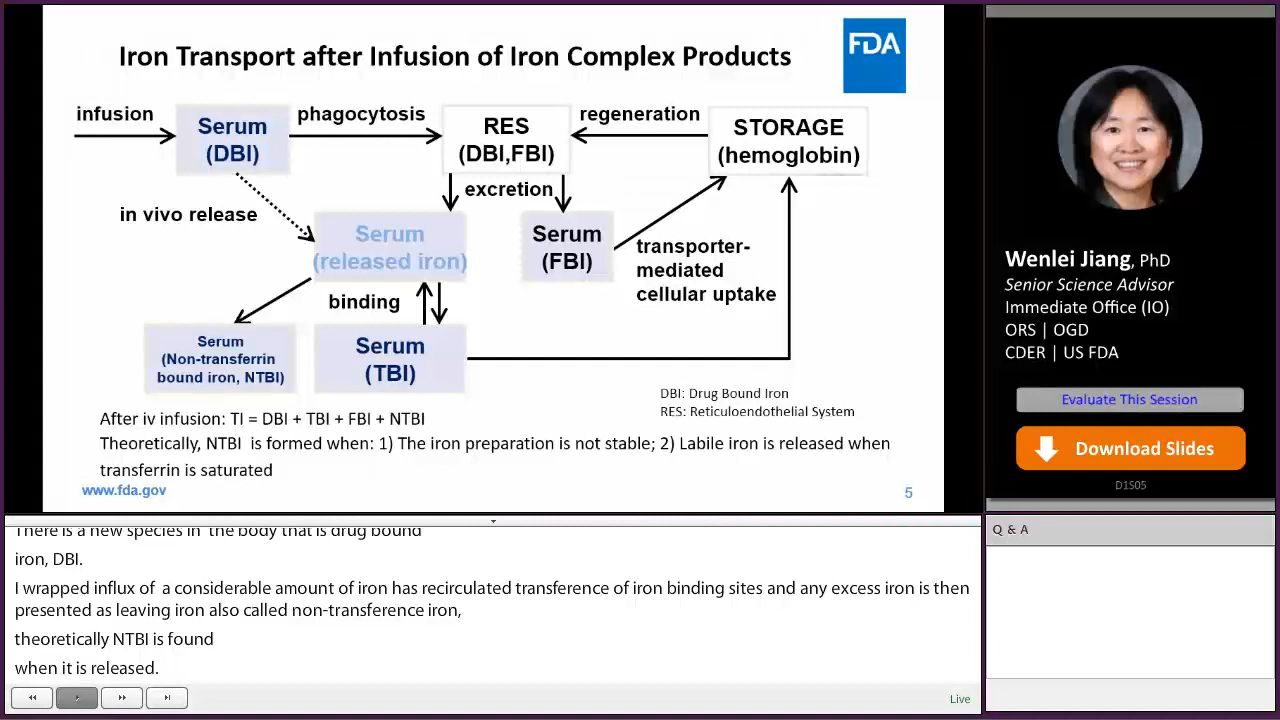 Iron Transport after Infusion of Iron Complex Products
FDA
infusion
Serum
(DBI)
phagocytosis
RES
(DBI,FBI)
regeneration
STORAGE
(hemoglobin)
excretion
in vivo release
Serum
(released iron)
Serum
(FBI)
transporter-
mediated
cellular uptake
binding
Serum
(Non-transferrin
bound iron, NTBI)
Serum
(TBI)
DBI: Drug Bound Iron
RES: Reticuloendothelial System
After iv infusion: TI = DBI + TBI + FBI + NTBI
Theoretically, NTBI is formed when: 1) The iron preparation is not stable; 2) Labile iron is released when
transferrin is saturated
www.fda.gov
5
Wenlei Jiang, PhD
Senior Science Advisor
Immediate Office (IO)
ORS | OGD
CDER | US FDA
Evaluate This Session
Download Slides
D1S05
There is a new species in the body that is drug bound
iron, DBI.
I wrapped influx of a considerable amount of iron has recirculated transference of iron binding sites and any excess iron is then
presented as leaving iron also called non-transference iron,
theoretically NTBI is found
when it is released.
Live
Q & A